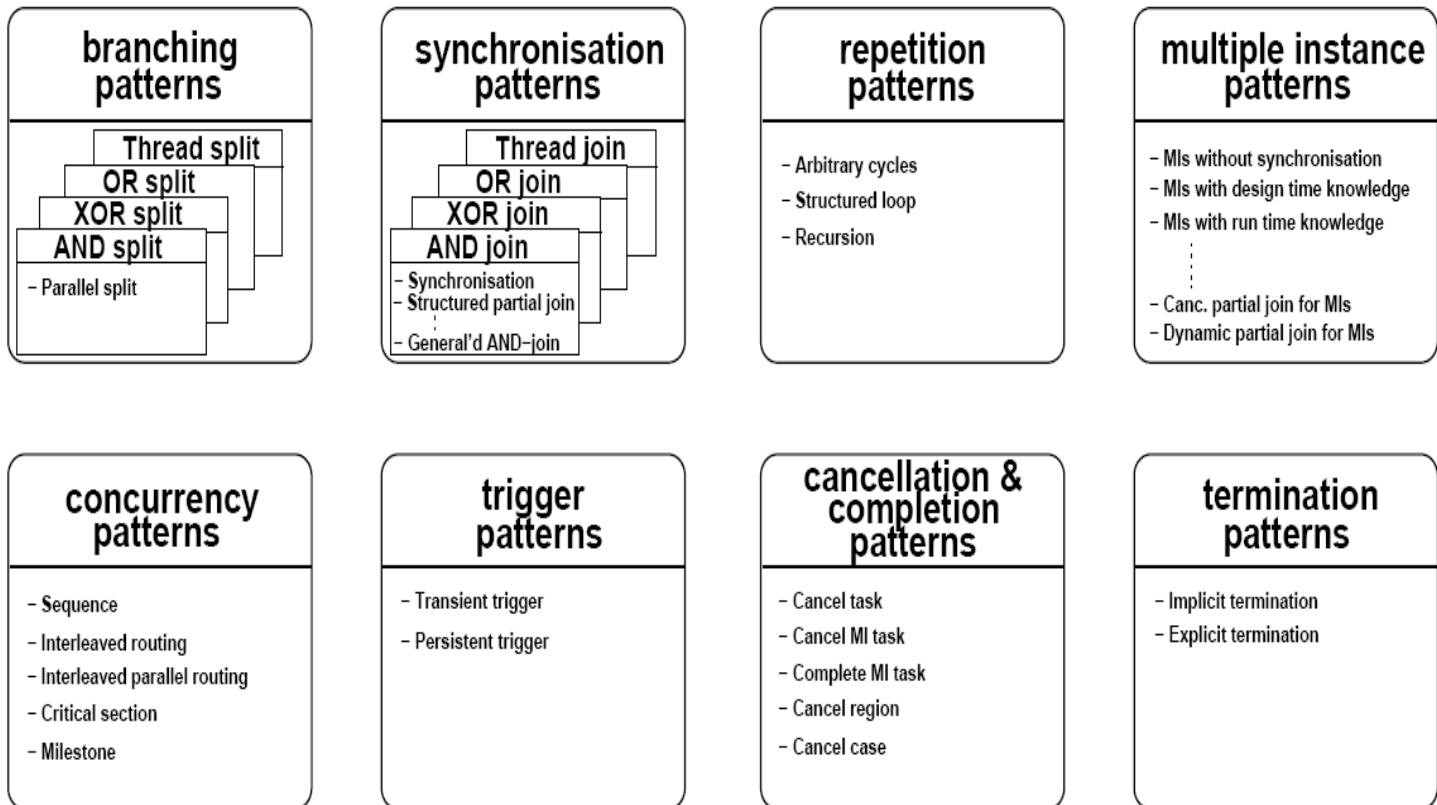 branching
patterns
Thread split
OR split
XOR split
AND split
– Parallel split
synchronisation
patterns
Thread join
OR join
XOR join
AND join
– Synchronisation
– Structured partial join
– General'd AND–join
repetition
patterns
– Arbitrary cycles
– Structured loop
– Recursion
multiple instance
patterns
– MIs without synchronisation
– MIs with design time knowledge
– MIs with run time knowledge
– Canc. partial join for MIs
– Dynamic partial join for MIs
concurrency
patterns
– Sequence
– Interleaved routing
– Interleaved parallel routing
– Critical section
– Milestone
trigger
patterns
– Transient trigger
– Persistent trigger
cancellation &
completion
patterns
– Cancel task
– Cancel MI task
– Complete MI task
– Cancel region
– Cancel case
termination
patterns
– Implicit termination
– Explicit termination